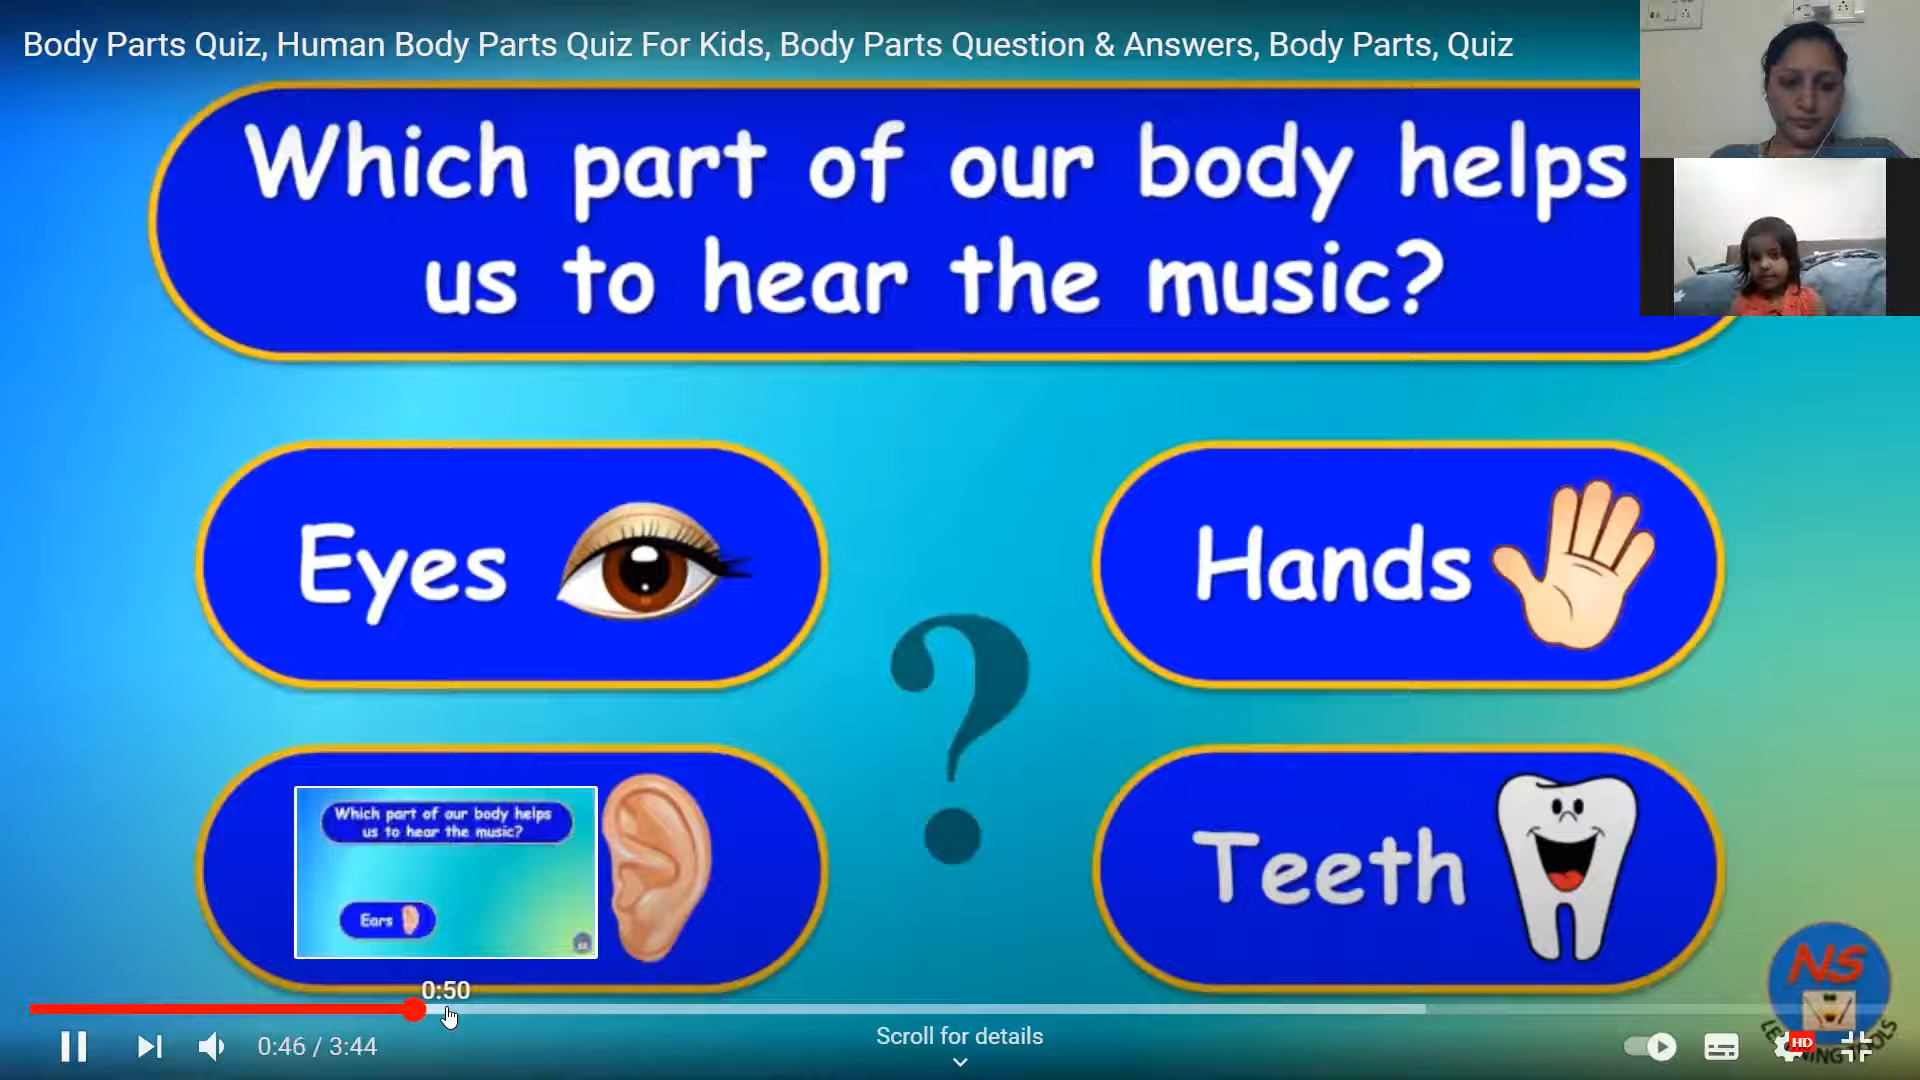 Body Parts Quiz, Human Body Parts Quiz For Kids, Body Parts Question & Answers, Body Parts, Quiz
Which part of our body helps
us to hear the music?
Eyes
Hands
Which part of our body helps
us to hear the music?
Ears
Teeth
NS
0:50
0:46 / 3:44
Scroll for details
HD